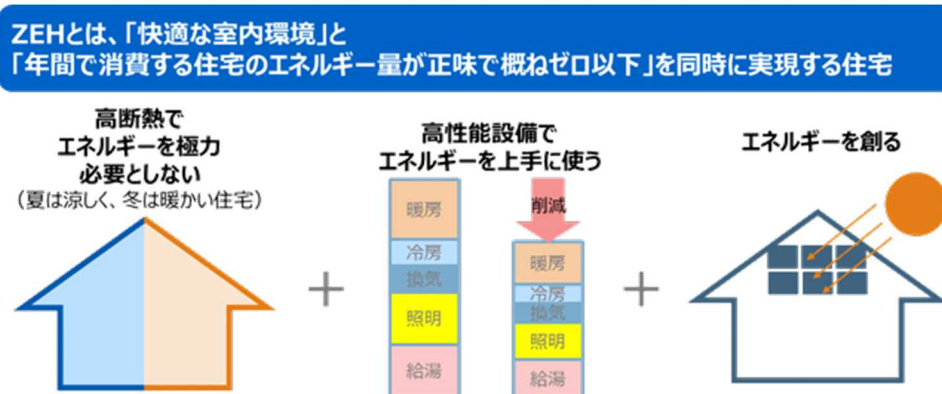 ZEHとは、「快適な室内環境」と
「年間で消費する住宅のエネルギー量が正味で概ねゼロ以下」を同時に実現する住宅
高断熱で
エネルギーを極力
必要としない
（夏は涼しく、冬は暖かい住宅）
高性能設備で
エネルギーを上手に使う
暖房
冷房
換気
照明
給湯
削減
暖房
冷房
換気
照明
給湯
エネルギーを創る